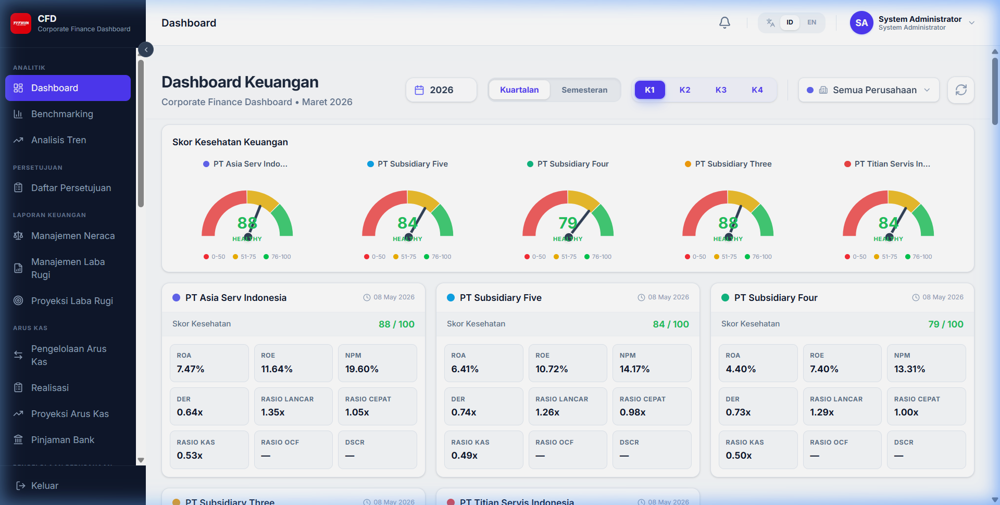 TITIAN
CFD
Corporate Finance Dashboard
ANALITIK
Dashboard
Benchmarking
Analisis Tren
PERSETUJUAN
Daftar Persetujuan
LAPORAN KEUANGAN
Manajemen Neraca
Manajemen Laba
Rugi
Proyeksi Laba Rugi
ARUS KAS
Pengelolaan Arus
Kas
Realisasi
Proyeksi Arus Kas
Pinjaman Bank
Keluar
Dashboard
ID
EN
SA
System Administrator
System Administrator
Dashboard Keuangan
Corporate Finance Dashboard • Maret 2026
2026
Kuartalan
Semesteran
K1
K2
K3
K4
Semua Perusahaan
Skor Kesehatan Keuangan
PT Asia Serv Indo...
88
HEALTHY
0-50
51-75
76-100
PT Subsidiary Five
84
HEALTHY
0-50
51-75
76-100
PT Subsidiary Four
79
HEALTHY
0-50
51-75
76-100
PT Subsidiary Three
88
HEALTHY
0-50
51-75
76-100
PT Titian Servis In...
84
HEALTHY
0-50
51-75
76-100
PT Asia Serv Indonesia
08 May 2026
Skor Kesehatan
88 / 100
ROA
7.47%
ROE
11.64%
NPM
19.60%
DER
0.64x
RASIO LANCAR
1.35x
RASIO CEPAT
1.05x
RASIO KAS
0.53x
RASIO OCF
—
DSCR
—
PT Subsidiary Five
08 May 2026
Skor Kesehatan
84 / 100
ROA
6.41%
ROE
10.72%
NPM
14.17%
DER
0.74x
RASIO LANCAR
1.26x
RASIO CEPAT
0.98x
RASIO KAS
0.49x
RASIO OCF
—
DSCR
—
PT Subsidiary Four
08 May 2026
Skor Kesehatan
79 / 100
ROA
4.40%
ROE
7.40%
NPM
13.31%
DER
0.73x
RASIO LANCAR
1.29x
RASIO CEPAT
1.00x
RASIO KAS
0.50x
RASIO OCF
—
DSCR
—
PT Subsidiary Three
08 May 2026
PT Titian Servis Indonesia
08 May 2026